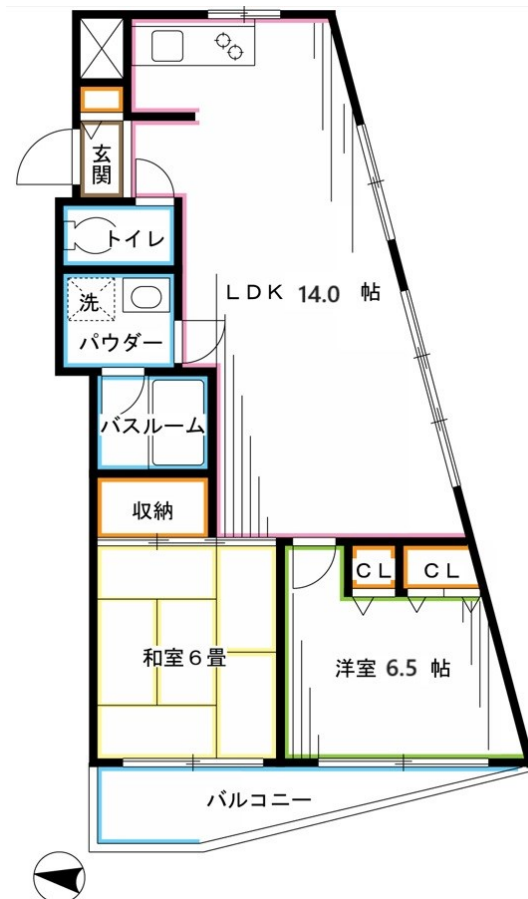 玄関
トイレ
洗
パウダー
LDK 14.0 帖
バスルーム
収納
CL
CL
和室6畳
洋室 6.5 帖
バルコニー